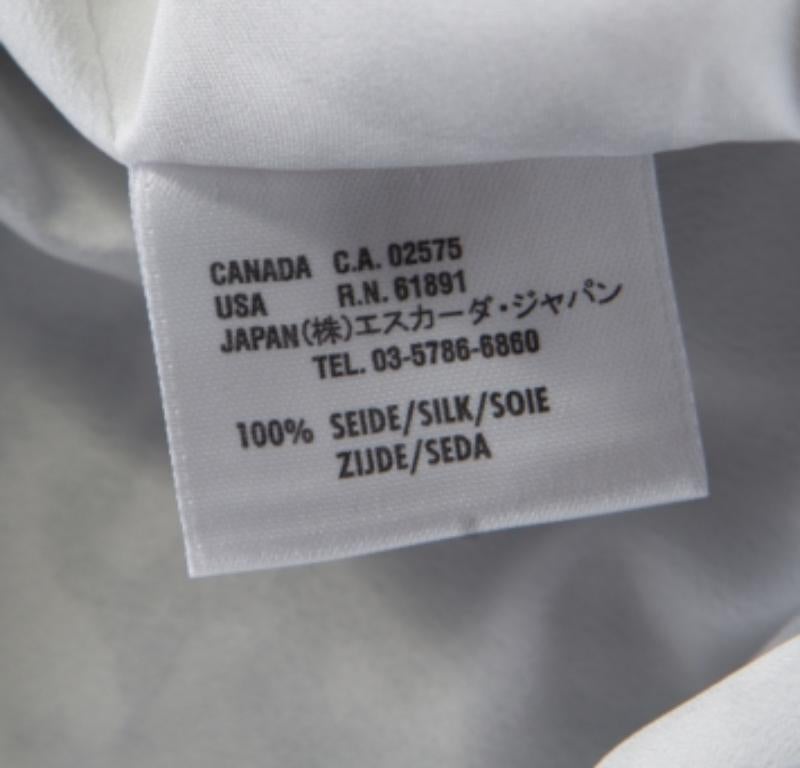 CANADA C.A. 02575
USA R.N. 61891
JAPAN(株)エスカーダ・ジャパン
TEL. 03-5786-6860
100% SEIDE/SILK/SOIE
ZIJDE/SEDA